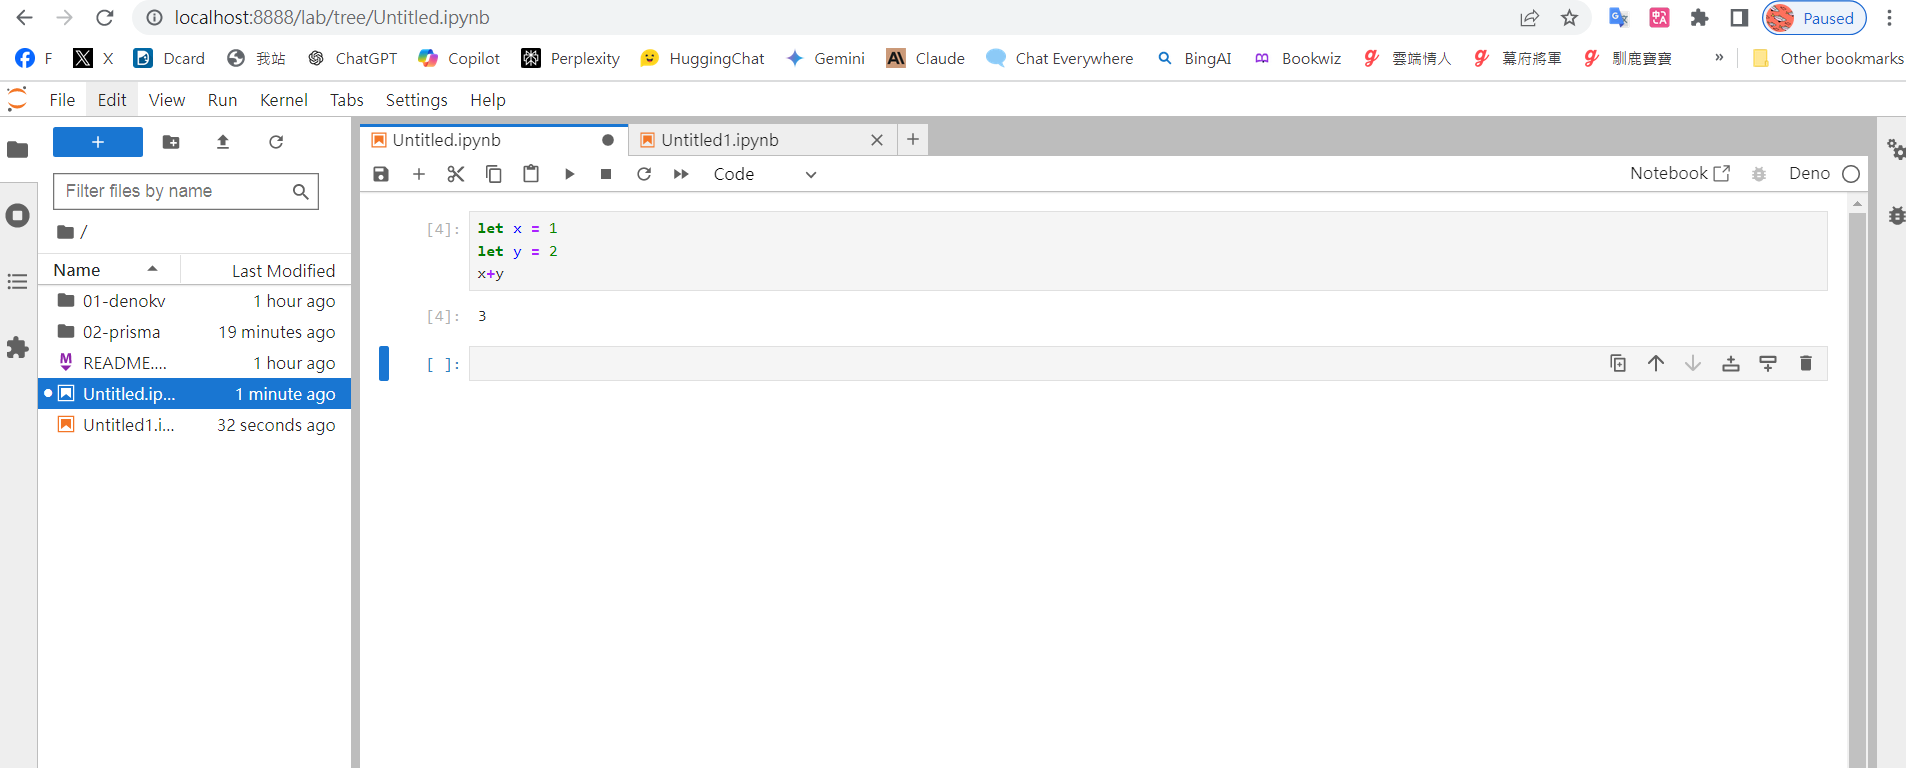 localhost:8888/lab/tree/Untitled.ipynb
Paused
F X Dcard 我站 ChatGPT Copilot Perplexity HuggingChat Gemini Claude Chat Everywhere BingAI Bookwiz 雲端情人 幕府將軍 馴鹿寶寶 » Other bookmarks
File Edit View Run Kernel Tabs Settings Help
Untitled.ipynb
Untitled1.ipynb
Code
Notebook
Deno
Filter files by name
/
Name Last Modified
01-denokv 1 hour ago
02-prisma 19 minutes ago
README.... 1 hour ago
Untitled.ip... 1 minute ago
Untitled1.i... 32 seconds ago
[4]: let x = 1
let y = 2
x+y
[4]: 3
[ ]: